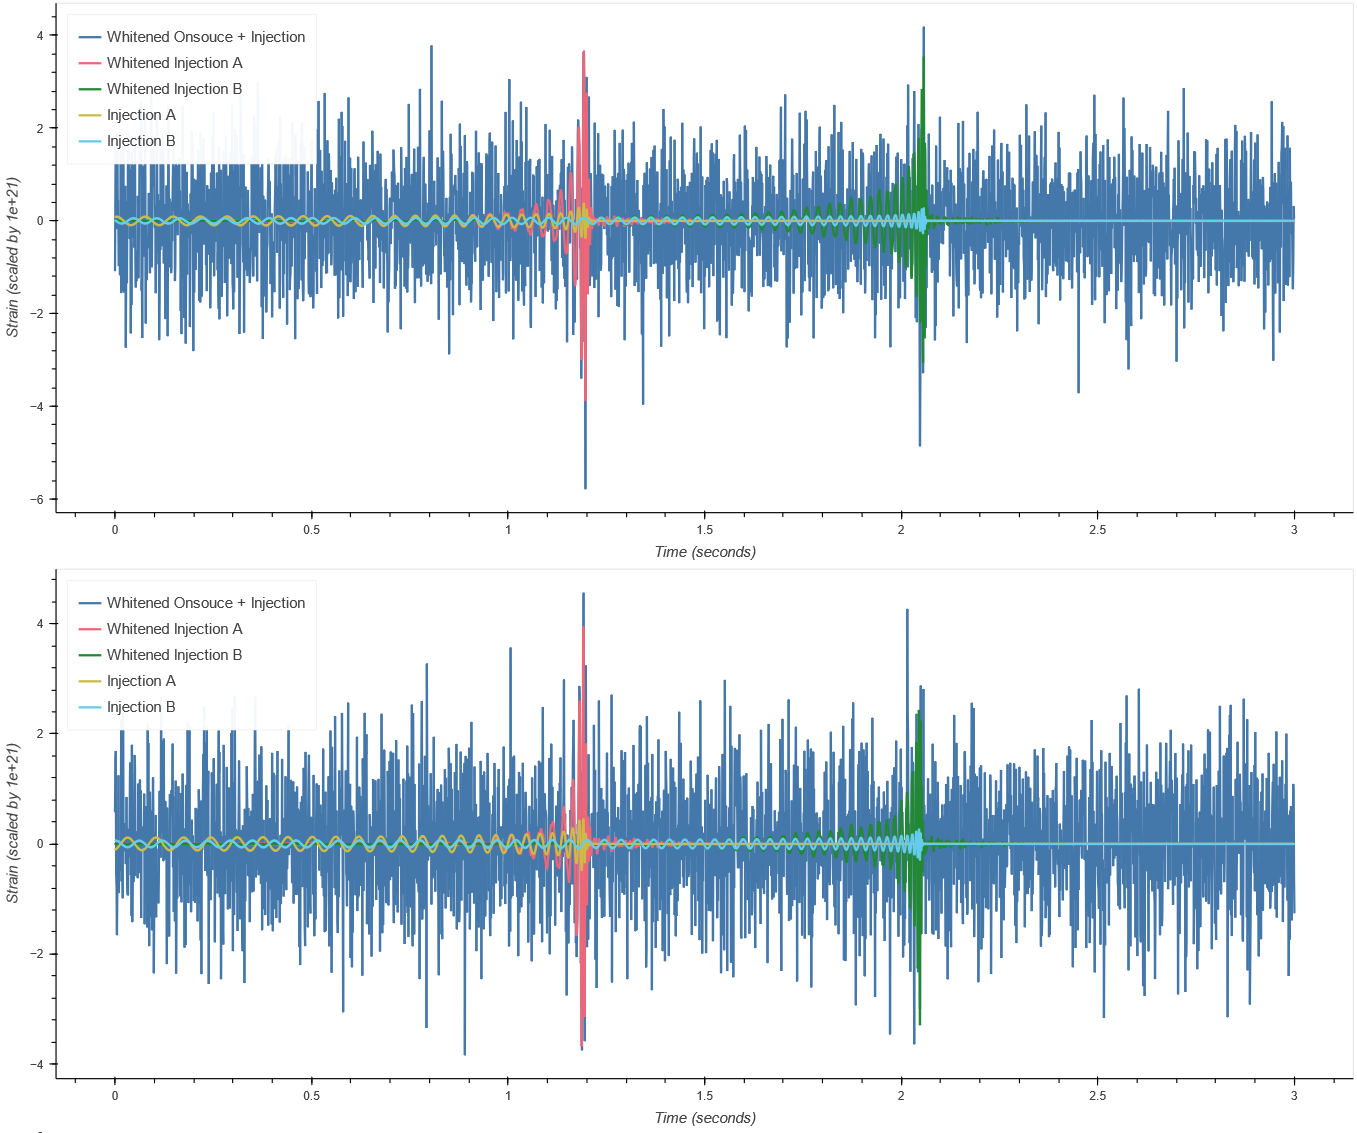 Whitened Onsouce + Injection
Whitened Injection A
Whitened Injection B
Injection A
Injection B
4
2
0
−2
−4
−6
Strain (scaled by 1e+21)
0 0.5 1 1.5 2 2.5 3
Time (seconds)
Whitened Onsouce + Injection
Whitened Injection A
Whitened Injection B
Injection A
Injection B
4
2
0
−2
−4
Strain (scaled by 1e+21)
0 0.5 1 1.5 2 2.5 3
Time (seconds)